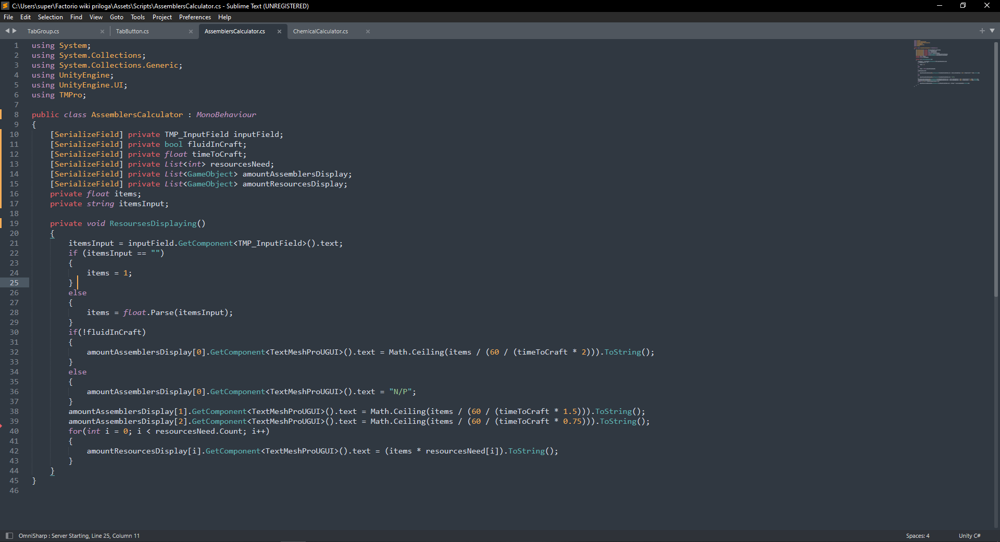 C:\Users\super\Factorio wiki priloga\Assets\Scripts\AssemblersCalculator.cs - Sublime Text (UNREGISTERED)
File Edit Selection Find View Goto Tools Project Preferences Help
TabGroup.cs TabButton.cs AssemblersCalculator.cs ChemicalCalculator.cs
1 using System;
2 using System.Collections;
3 using System.Collections.Generic;
4 using UnityEngine;
5 using UnityEngine.UI;
6 using TMPro;
7
8 public class AssemblersCalculator : MonoBehaviour
9 {
10     [SerializeField] private TMP_InputField inputField;
11     [SerializeField] private bool fluidInCraft;
12     [SerializeField] private float timeToCraft;
13     [SerializeField] private List<int> resourcesNeed;
14     [SerializeField] private List<GameObject> amountAssemblersDisplay;
15     [SerializeField] private List<GameObject> amountResourcesDisplay;
16     private float items;
17     private string itemsInput;
18
19     private void ResoursesDisplaying()
20     {
21         itemsInput = inputField.GetComponent<TMP_InputField>().text;
22         if (itemsInput == "")
23         {
24             items = 1;
25         }
26         else
27         {
28             items = float.Parse(itemsInput);
29         }
30         if(!fluidInCraft)
31         {
32             amountAssemblersDisplay[0].GetComponent<TextMeshProUGUI>().text = Math.Ceiling(items / (60 / (timeToCraft * 2))).ToString();
33         }
34         else
35         {
36             amountAssemblersDisplay[0].GetComponent<TextMeshProUGUI>().text = "N/P";
37         }
38         amountAssemblersDisplay[1].GetComponent<TextMeshProUGUI>().text = Math.Ceiling(items / (60 / (timeToCraft * 1.5))).ToString();
39         amountAssemblersDisplay[2].GetComponent<TextMeshProUGUI>().text = Math.Ceiling(items / (60 / (timeToCraft * 0.75))).ToString();
40         for(int i = 0; i < resourcesNeed.Count; i++)
41         {
42             amountResourcesDisplay[i].GetComponent<TextMeshProUGUI>().text = (items * resourcesNeed[i]).ToString();
43         }
44     }
45 }
46
OmniSharp : Server Starting, Line 25, Column 11 Spaces: 4 Unity C#